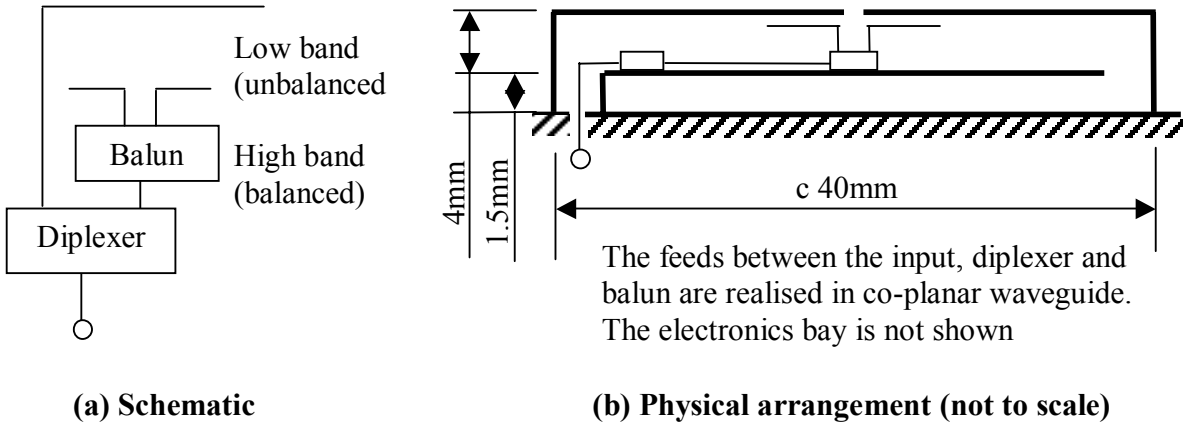 Low band
(unbalanced
Balun
High band
(balanced)
Diplexer
(a) Schematic
4mm
1.5mm
c 40mm
The feeds between the input, diplexer and
balun are realised in co-planar waveguide.
The electronics bay is not shown
(b) Physical arrangement (not to scale)